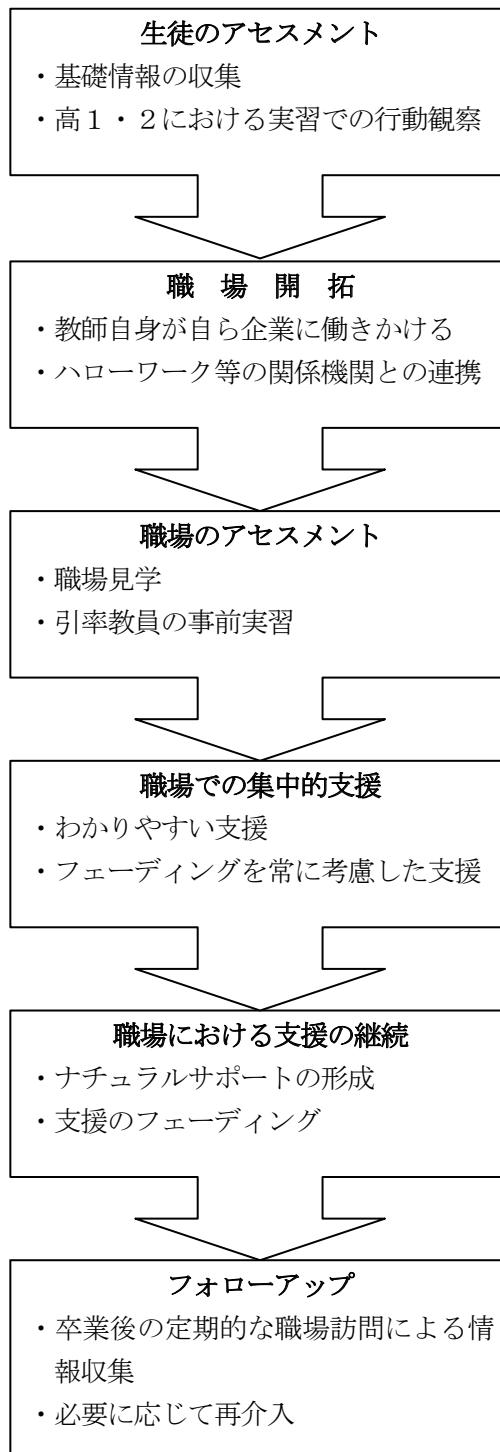 生徒のアセスメント
・基礎情報の収集
・高１・２における実習での行動観察
職　場　開　拓
・教師自身が自ら企業に働きかける
・ハローワーク等の関係機関との連携
職場のアセスメント
・職場見学
・引率教員の事前実習
職場での集中的支援
・わかりやすい支援
・フェーディングを常に考慮した支援
職場における支援の継続
・ナチュラルサポートの形成
・支援のフェーディング
フォローアップ
・卒業後の定期的な職場訪問による情
報収集
・必要に応じて再介入